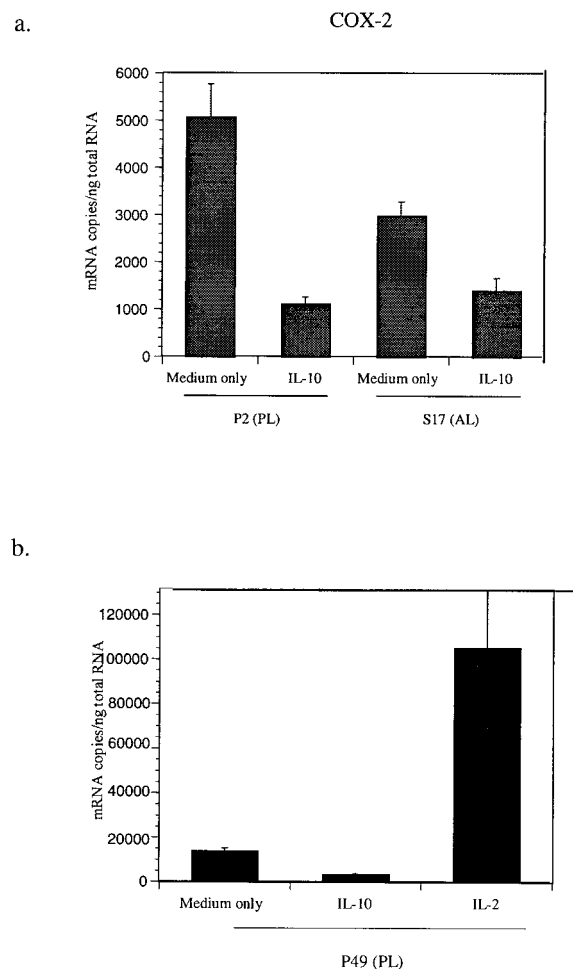 a.
COX-2
mRNA copies/ng total RNA
6000
5000
4000
3000
2000
1000
0
Medium only IL-10 Medium only IL-10
P2 (PL) S17 (AL)
b.
mRNA copies/ng total RNA
120000
100000
80000
60000
40000
20000
0
Medium only IL-10 IL-2
P49 (PL)